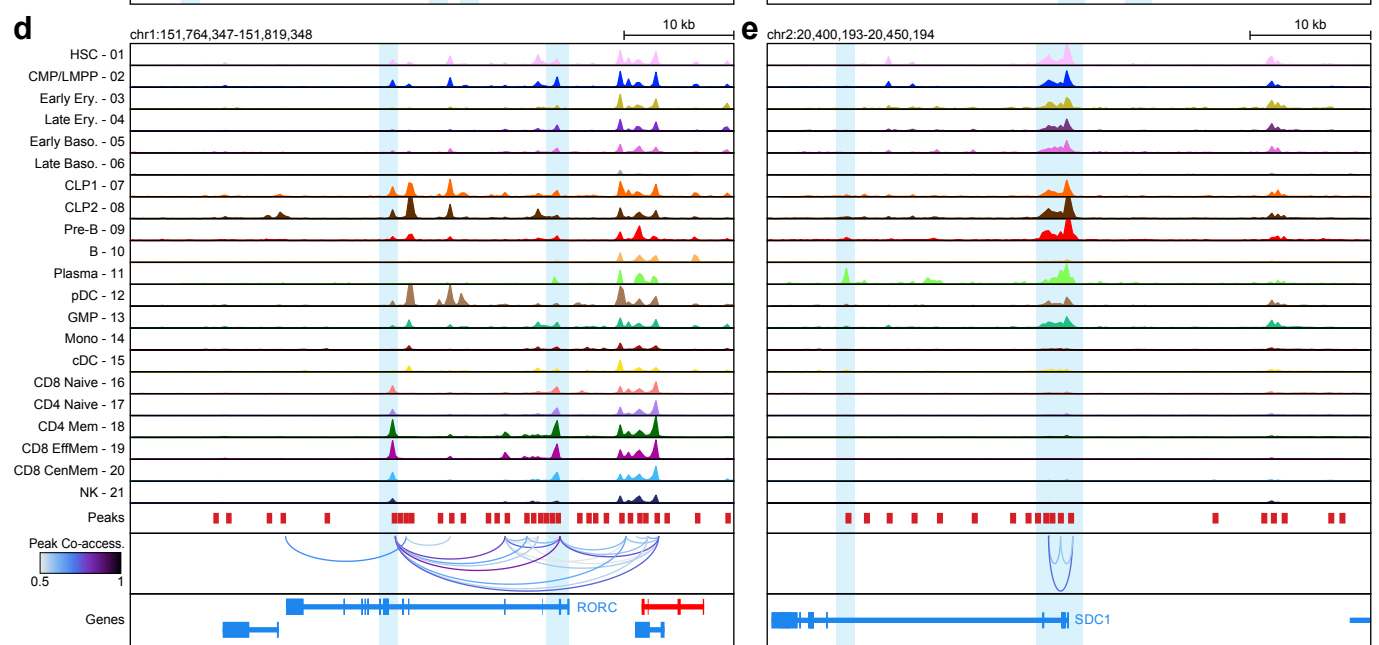 d
chr1:151,764,347-151,819,348
10 kb
e
chr2:20,400,193-20,450,194
10 kb
HSC - 01
CMP/LMPP - 02
Early Ery. - 03
Late Ery. - 04
Early Baso. - 05
Late Baso. - 06
CLP1 - 07
CLP2 - 08
Pre-B - 09
B - 10
Plasma - 11
pDC - 12
GMP - 13
Mono - 14
cDC - 15
CD8 Naive - 16
CD4 Naive - 17
CD4 Mem - 18
CD8 EffMem - 19
CD8 CenMem - 20
NK - 21
Peaks
Peak Co-access.
0.5 1
Genes
RORC
SDC1